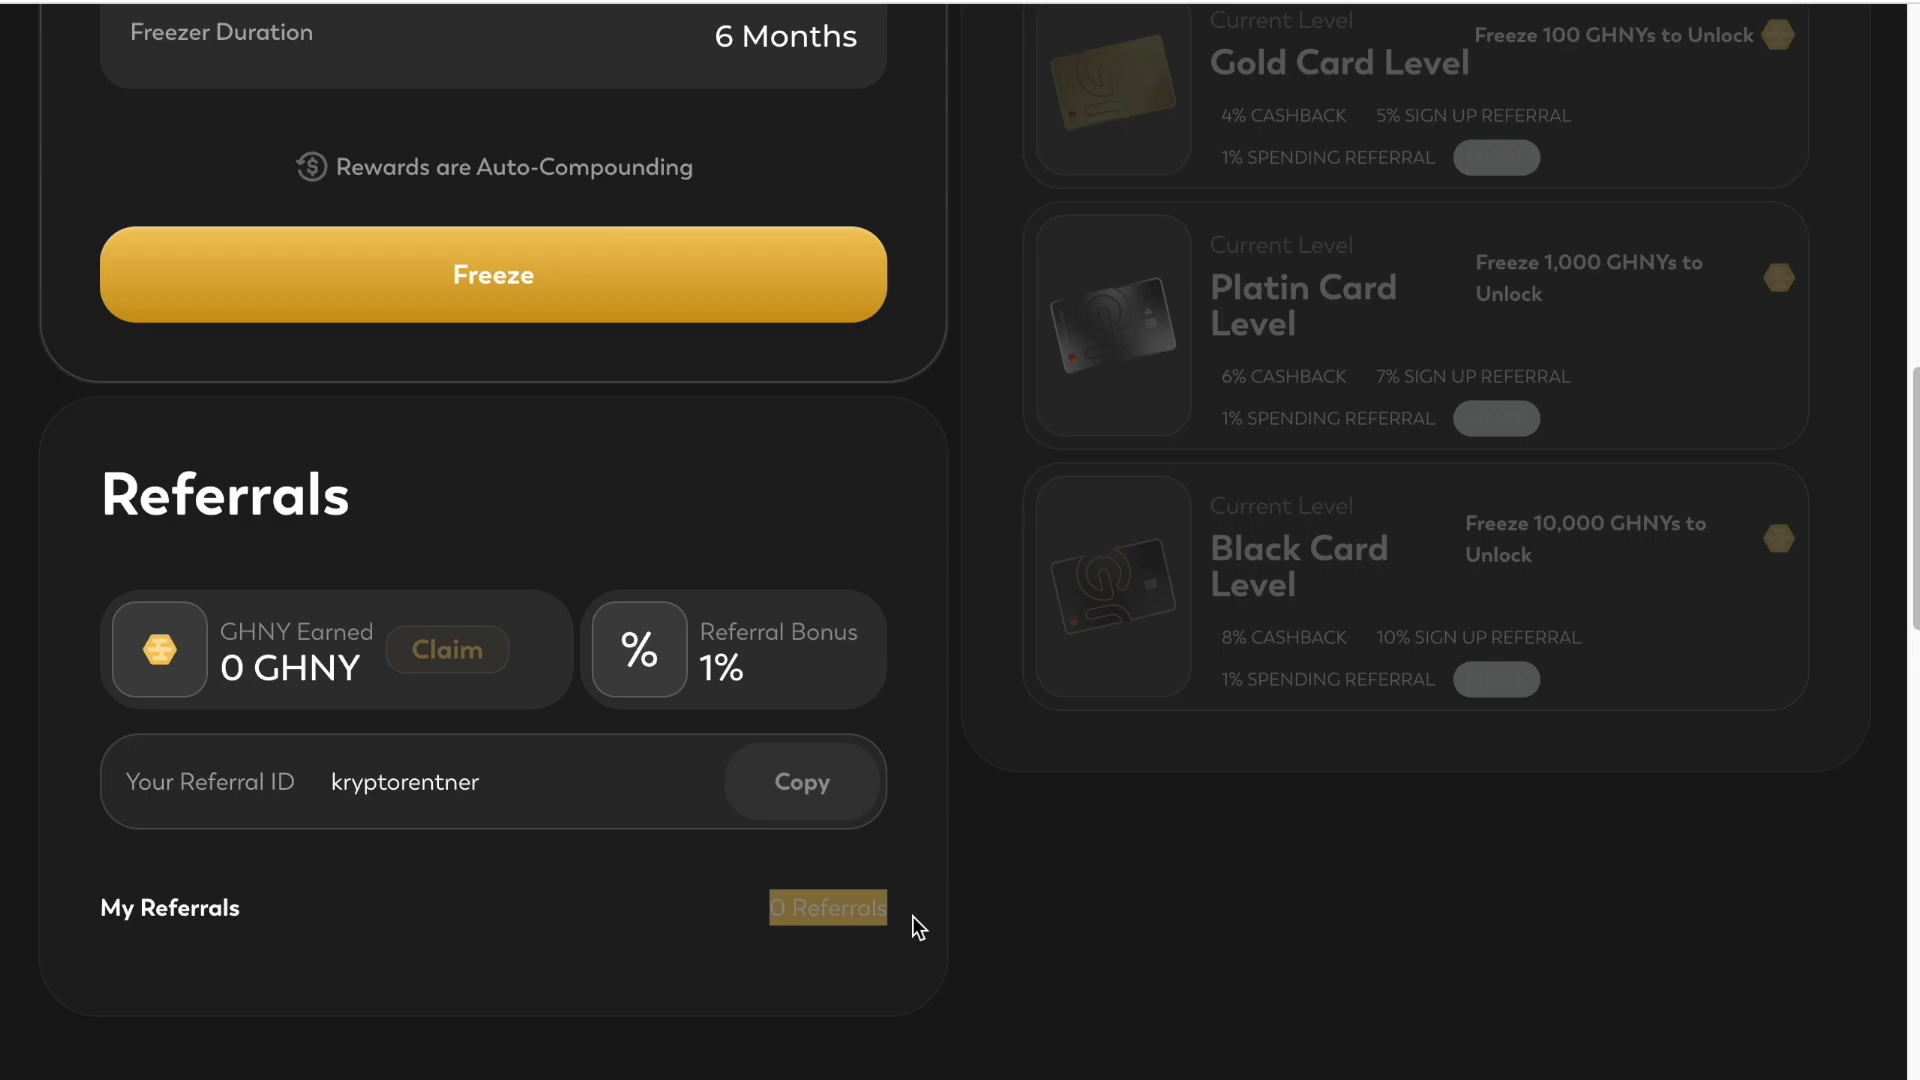 Freezer Duration
6 Months
Rewards are Auto-Compounding
Freeze
Referrals
GHNY Earned
0 GHNY
Claim
%
Referral Bonus
1%
Your Referral ID
kryptorentner
Copy
My Referrals
0 Referrals
Current Level
Gold Card Level
Freeze 100 GHNYs to Unlock
4% CASHBACK
5% SIGN UP REFERRAL
1% SPENDING REFERRAL
Current Level
Platin Card
Level
Freeze 1,000 GHNYs to
Unlock
6% CASHBACK
7% SIGN UP REFERRAL
1% SPENDING REFERRAL
Current Level
Black Card
Level
Freeze 10,000 GHNYs to
Unlock
8% CASHBACK
10% SIGN UP REFERRAL
1% SPENDING REFERRAL